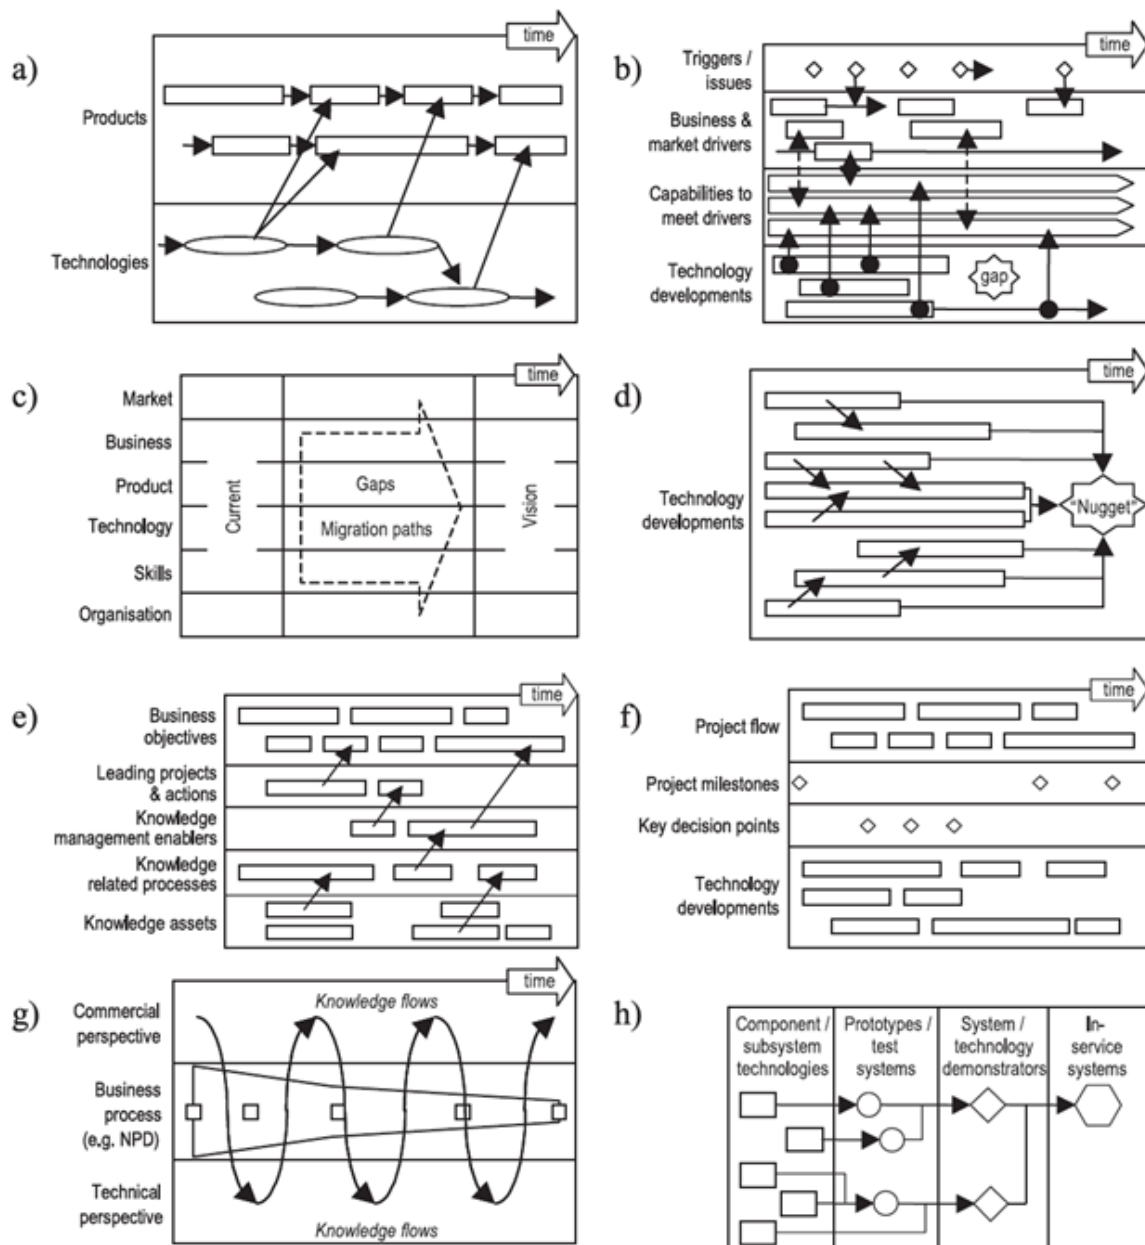 a)
time
Products
Technologies
b)
time
Triggers /
issues
Business &
market drivers
Capabilities to
meet drivers
Technology
developments
gap
c)
time
Market
Business
Product
Technology
Skills
Organisation
Current
Gaps
Migration paths
Vision
d)
time
Technology
developments
"Nugget"
e)
time
Business
objectives
Leading projects
& actions
Knowledge
management enablers
Knowledge
related processes
Knowledge assets
f)
time
Project flow
Project milestones
Key decision points
Technology
developments
g)
time
Commercial
perspective
Knowledge flows
Business
process
(e.g. NPD)
Technical
perspective
Knowledge flows
h)
Component /
subsystem
technologies
Prototypes /
test
systems
System /
technology
demonstrators
In-
service
systems